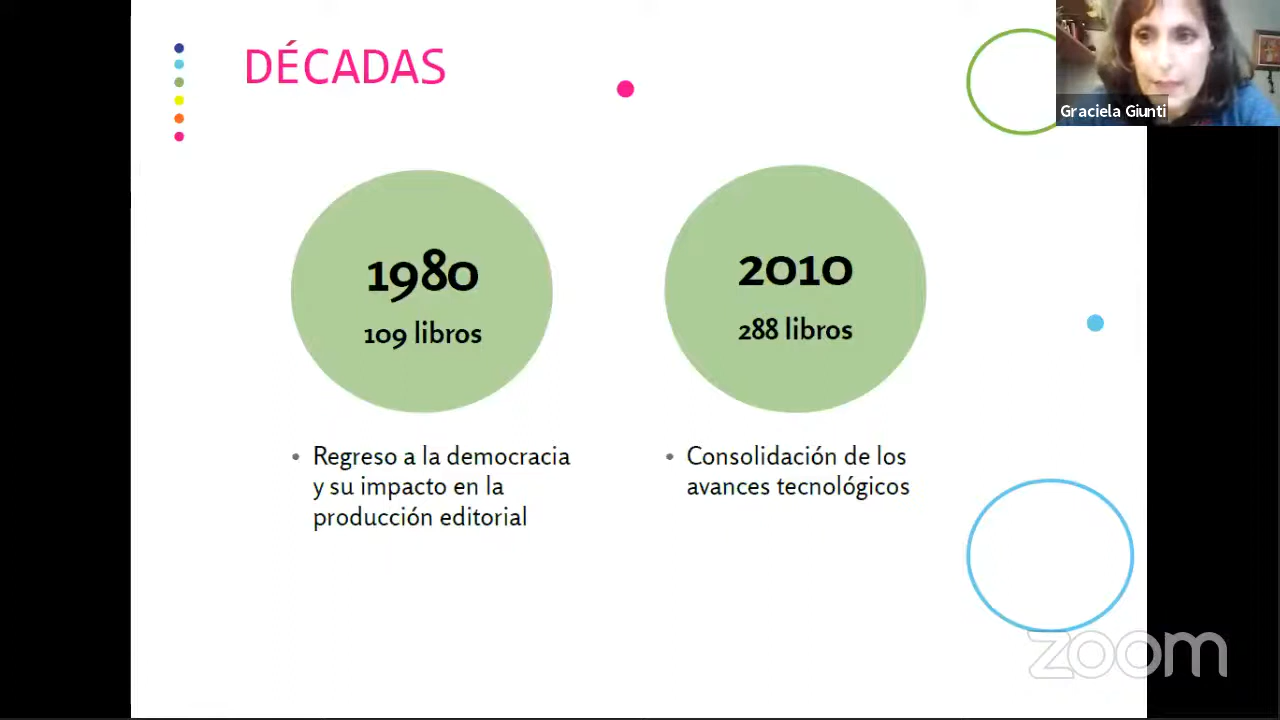 DÉCADAS
Graciela Giunti
1980
109 libros
2010
288 libros
• Regreso a la democracia
y su impacto en la
producción editorial
• Consolidación de los
avances tecnológicos
zoom